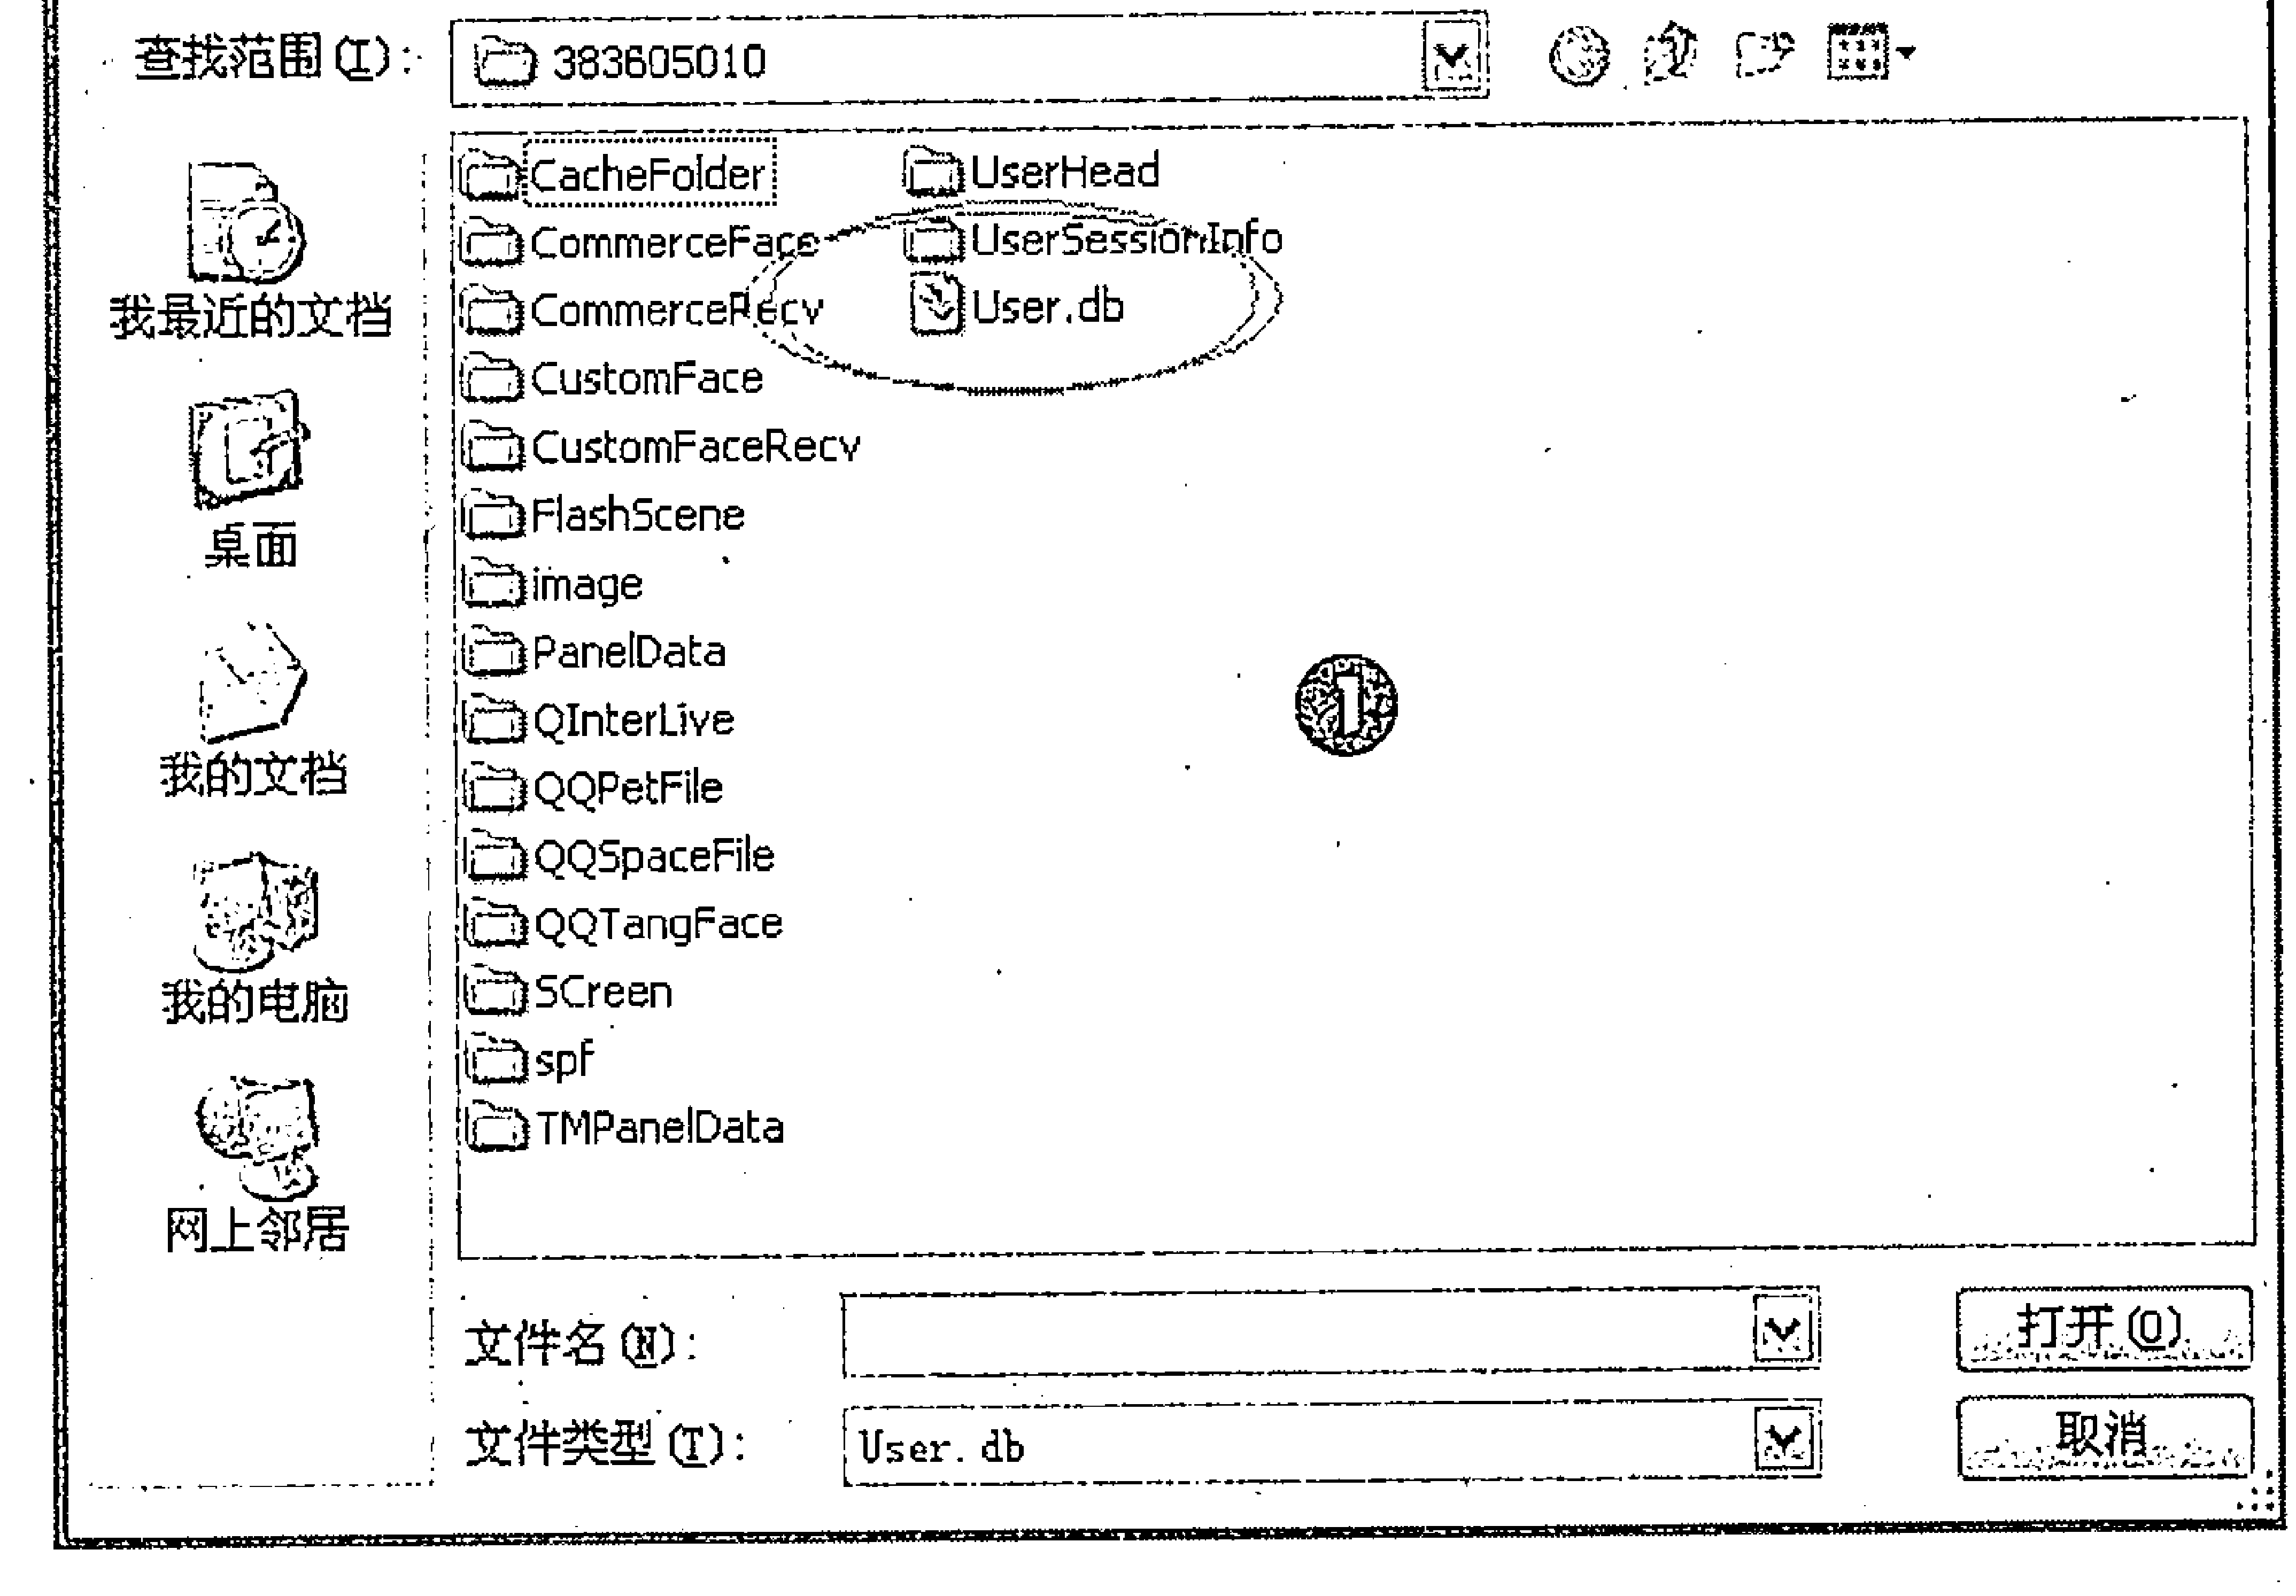 查找范围(I): 383605010
CacheFolder
CommerceFace
CommerceRecv
CustomFace
CustomFaceRecv
FlashScene
image
PanelData
QInterLive
QQPetFile
QQSpaceFile
QQTangFace
SCreen
spf
TMPanelData
UserHead
UserSessionInfo
User.db
1
我最近的文档
桌面
我的文档
我的电脑
网上邻居
文件名(N):
打开(O)
文件类型(T): User.db
取消